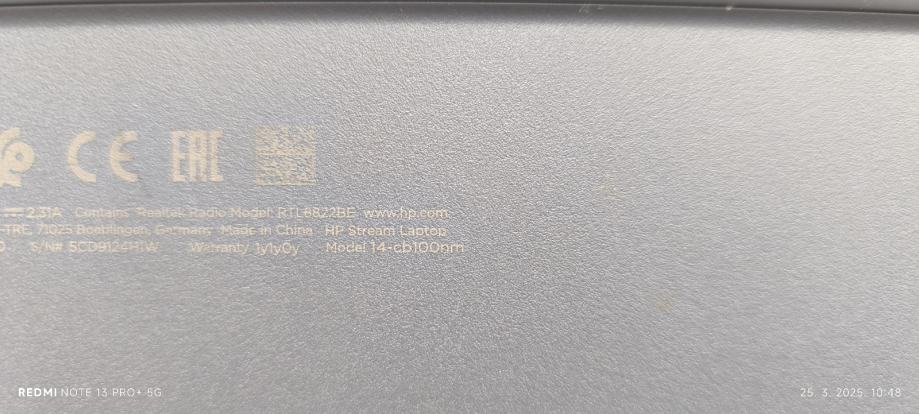 CE EAC
⎓ 2.31A Contains Realtek Radio Model: RTL8822BE www.hp.com
-TRE, 71025 Boeblingen, Germany Made in China HP Stream Laptop
S/N# 5CD9124H1W Warranty 1y1y0y Model 14-cb100nm
REDMI NOTE 13 PRO+ 5G
25. 3. 2025. 10:48